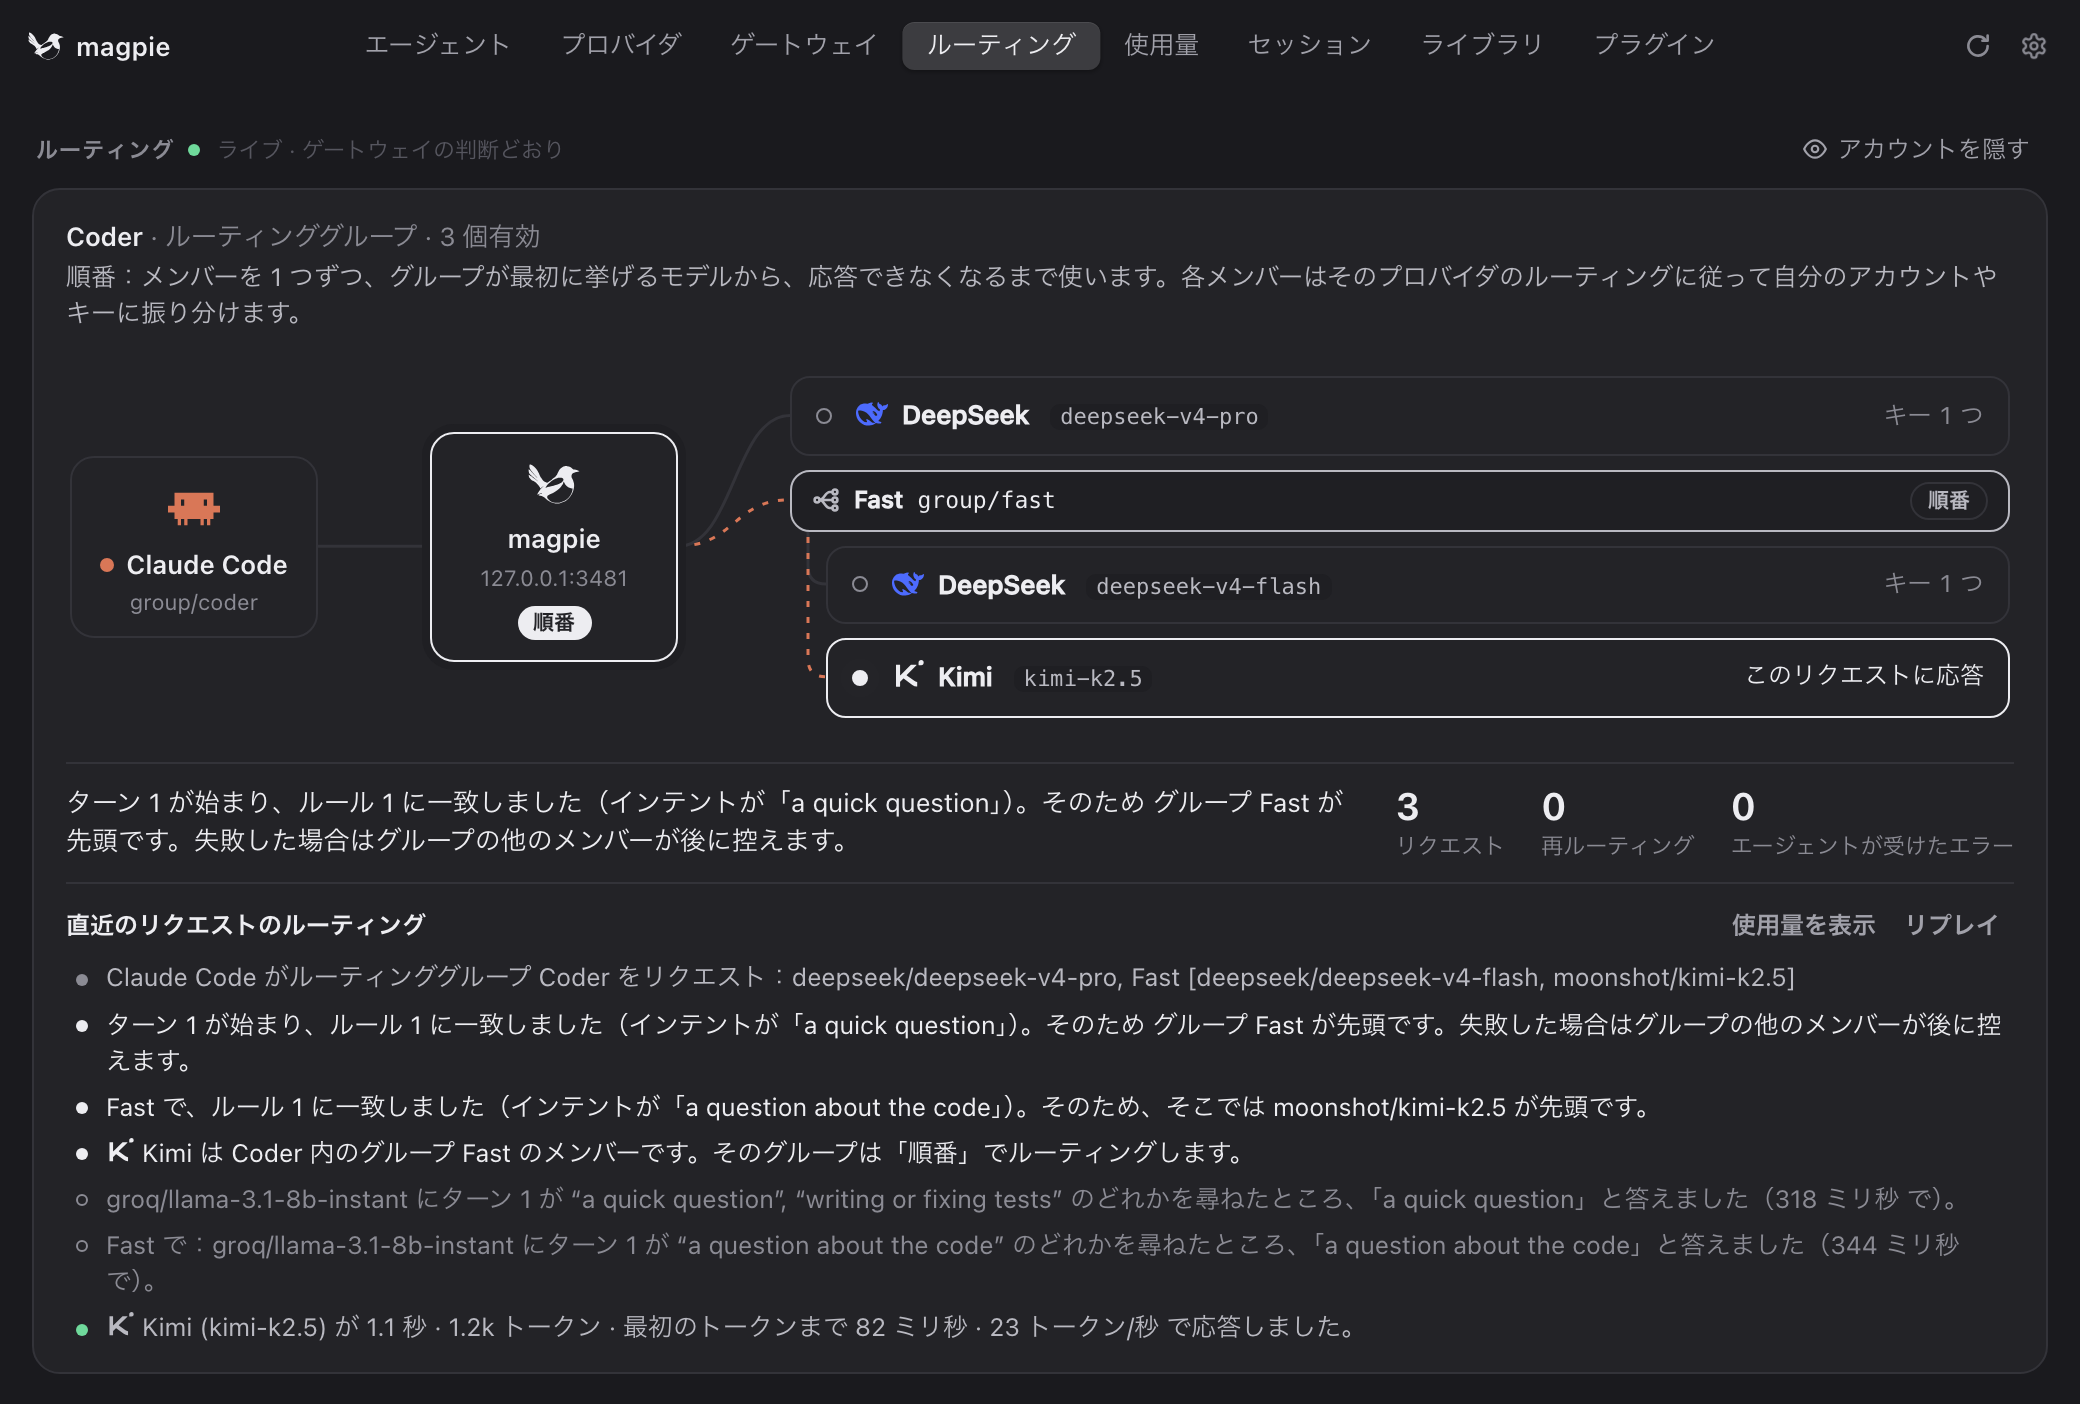 magpie
エージェント
プロバイダ
ゲートウェイ
ルーティング
使用量
セッション
ライブラリ
プラグイン
ルーティング
ライブ · ゲートウェイの判断どおり
アカウントを隠す
Coder · ルーティンググループ · 3 個有効
順番：メンバーを 1 つずつ、グループが最初に挙げるモデルから、応答できなくなるまで使います。各メンバーはそのプロバイダのルーティングに従って自分のアカウントや
キーに振り分けます。
Claude Code
group/coder
magpie
127.0.0.1:3481
順番
DeepSeek deepseek-v4-pro キー 1 つ
Fast group/fast 順番
DeepSeek deepseek-v4-flash キー 1 つ
Kimi kimi-k2.5 このリクエストに応答
ターン 1 が始まり、ルール 1 に一致しました（インテントが「a quick question」）。そのため グループ Fast が
先頭です。失敗した場合はグループの他のメンバーが後に控えます。
3
リクエスト
0
再ルーティング
0
エージェントが受けたエラー
直近のリクエストのルーティング
使用量を表示
リプレイ
Claude Code がルーティンググループ Coder をリクエスト：deepseek/deepseek-v4-pro, Fast [deepseek/deepseek-v4-flash, moonshot/kimi-k2.5]
ターン 1 が始まり、ルール 1 に一致しました（インテントが「a quick question」）。そのため グループ Fast が先頭です。失敗した場合はグループの他のメンバーが後に控
えます。
Fast で、ルール 1 に一致しました（インテントが「a question about the code」）。そのため、そこでは moonshot/kimi-k2.5 が先頭です。
Kimi は Coder 内のグループ Fast のメンバーです。そのグループは「順番」でルーティングします。
groq/llama-3.1-8b-instant にターン 1 が “a quick question”, “writing or fixing tests” のどれかを尋ねたところ、「a quick question」と答えました（318 ミリ秒 で）。
Fast で：groq/llama-3.1-8b-instant にターン 1 が “a question about the code” のどれかを尋ねたところ、「a question about the code」と答えました（344 ミリ秒
で）。
Kimi (kimi-k2.5) が 1.1 秒 · 1.2k トークン · 最初のトークンまで 82 ミリ秒 · 23 トークン/秒 で応答しました。